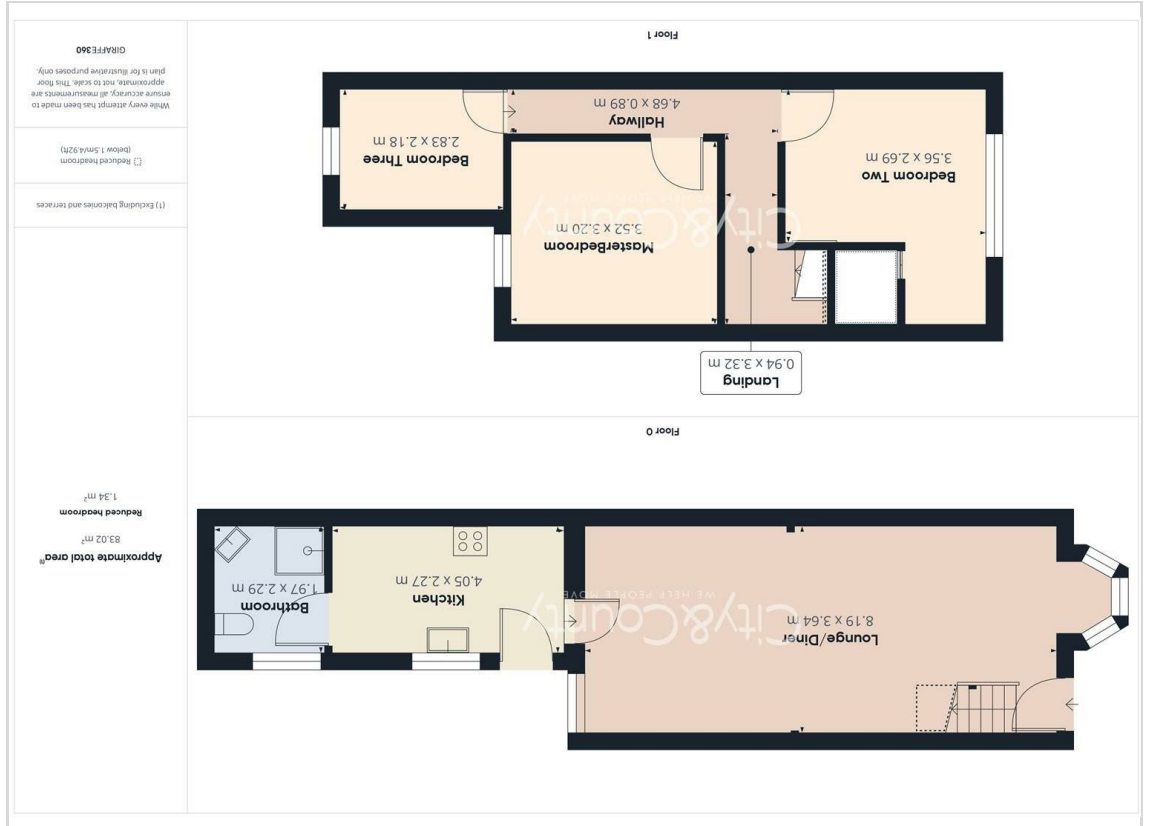 Lounge/Diner
8.19 x 3.64 m
City&County
WE HELP PEOPLE MOVE
Kitchen
4.05 x 2.27 m
Bathroom
1.97 x 2.29 m
Floor 0
Landing
0.94 x 3.32 m
Bedroom Two
3.56 x 2.69 m
MasterBedroom
3.52 x 3.20 m
City&County
Hallway
4.68 x 0.89 m
Bedroom Three
2.83 x 2.18 m
Floor 1
Approximate total area(1)
83.02 m²
Reduced headroom
1.34 m²
(1) Excluding balconies and terraces
Reduced headroom
(below 1.5m/4.92ft)
While every attempt has been made to
ensure accuracy, all measurements are
approximate, not to scale. This floor
plan is for illustrative purposes only.
GIRAFFE360